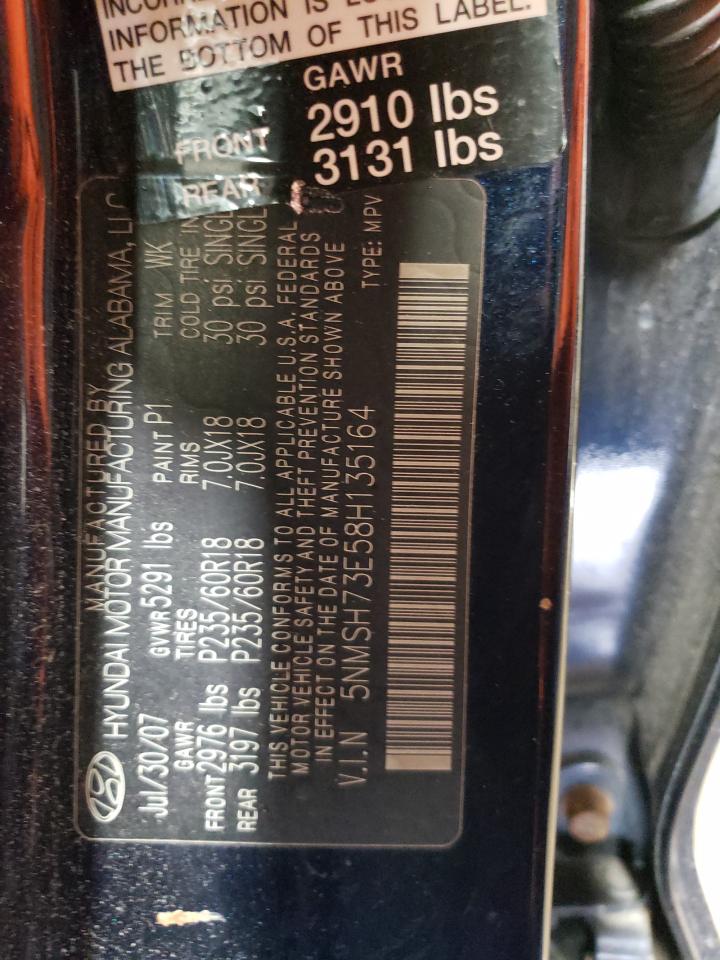 INFORMATION IS
THE BOTTOM OF THIS LABEL.
GAWR
FRONT 2910 lbs
REAR 3131 lbs
MANUFACTURED BY
HYUNDAI MOTOR MANUFACTURING ALABAMA, LLC
Jul/30/07 GVWR 5291 lbs PAINT P1 TRIM WK
GAWR TIRES RIMS COLD TIRE
FRONT 2976 lbs P235/60R18 7.0JX18 30 psi
REAR 3197 lbs P235/60R18 7.0JX18 30 psi
THIS VEHICLE CONFORMS TO ALL APPLICABLE U.S.A. FEDERAL
MOTOR VEHICLE SAFETY AND THEFT PREVENTION STANDARDS
IN EFFECT ON THE DATE OF MANUFACTURE SHOWN ABOVE
V.I.N 5NMSH73E58H135164 TYPE: MPV